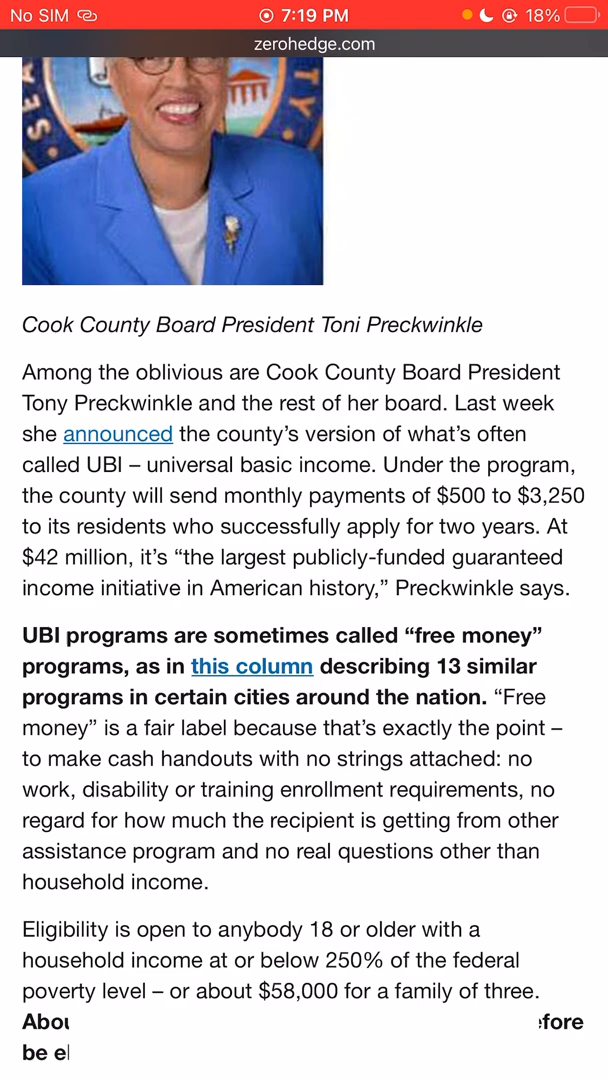 No SIM 7:19 PM 18%
zerohedge.com
SEA TY
Cook County Board President Toni Preckwinkle
Among the oblivious are Cook County Board President
Tony Preckwinkle and the rest of her board. Last week
she announced the county’s version of what’s often
called UBI – universal basic income. Under the program,
the county will send monthly payments of $500 to $3,250
to its residents who successfully apply for two years. At
$42 million, it’s “the largest publicly-funded guaranteed
income initiative in American history,” Preckwinkle says.
UBI programs are sometimes called “free money”
programs, as in this column describing 13 similar
programs in certain cities around the nation. “Free
money” is a fair label because that’s exactly the point –
to make cash handouts with no strings attached: no
work, disability or training enrollment requirements, no
regard for how much the recipient is getting from other
assistance program and no real questions other than
household income.
Eligibility is open to anybody 18 or older with a
household income at or below 250% of the federal
poverty level – or about $58,000 for a family of three.
be